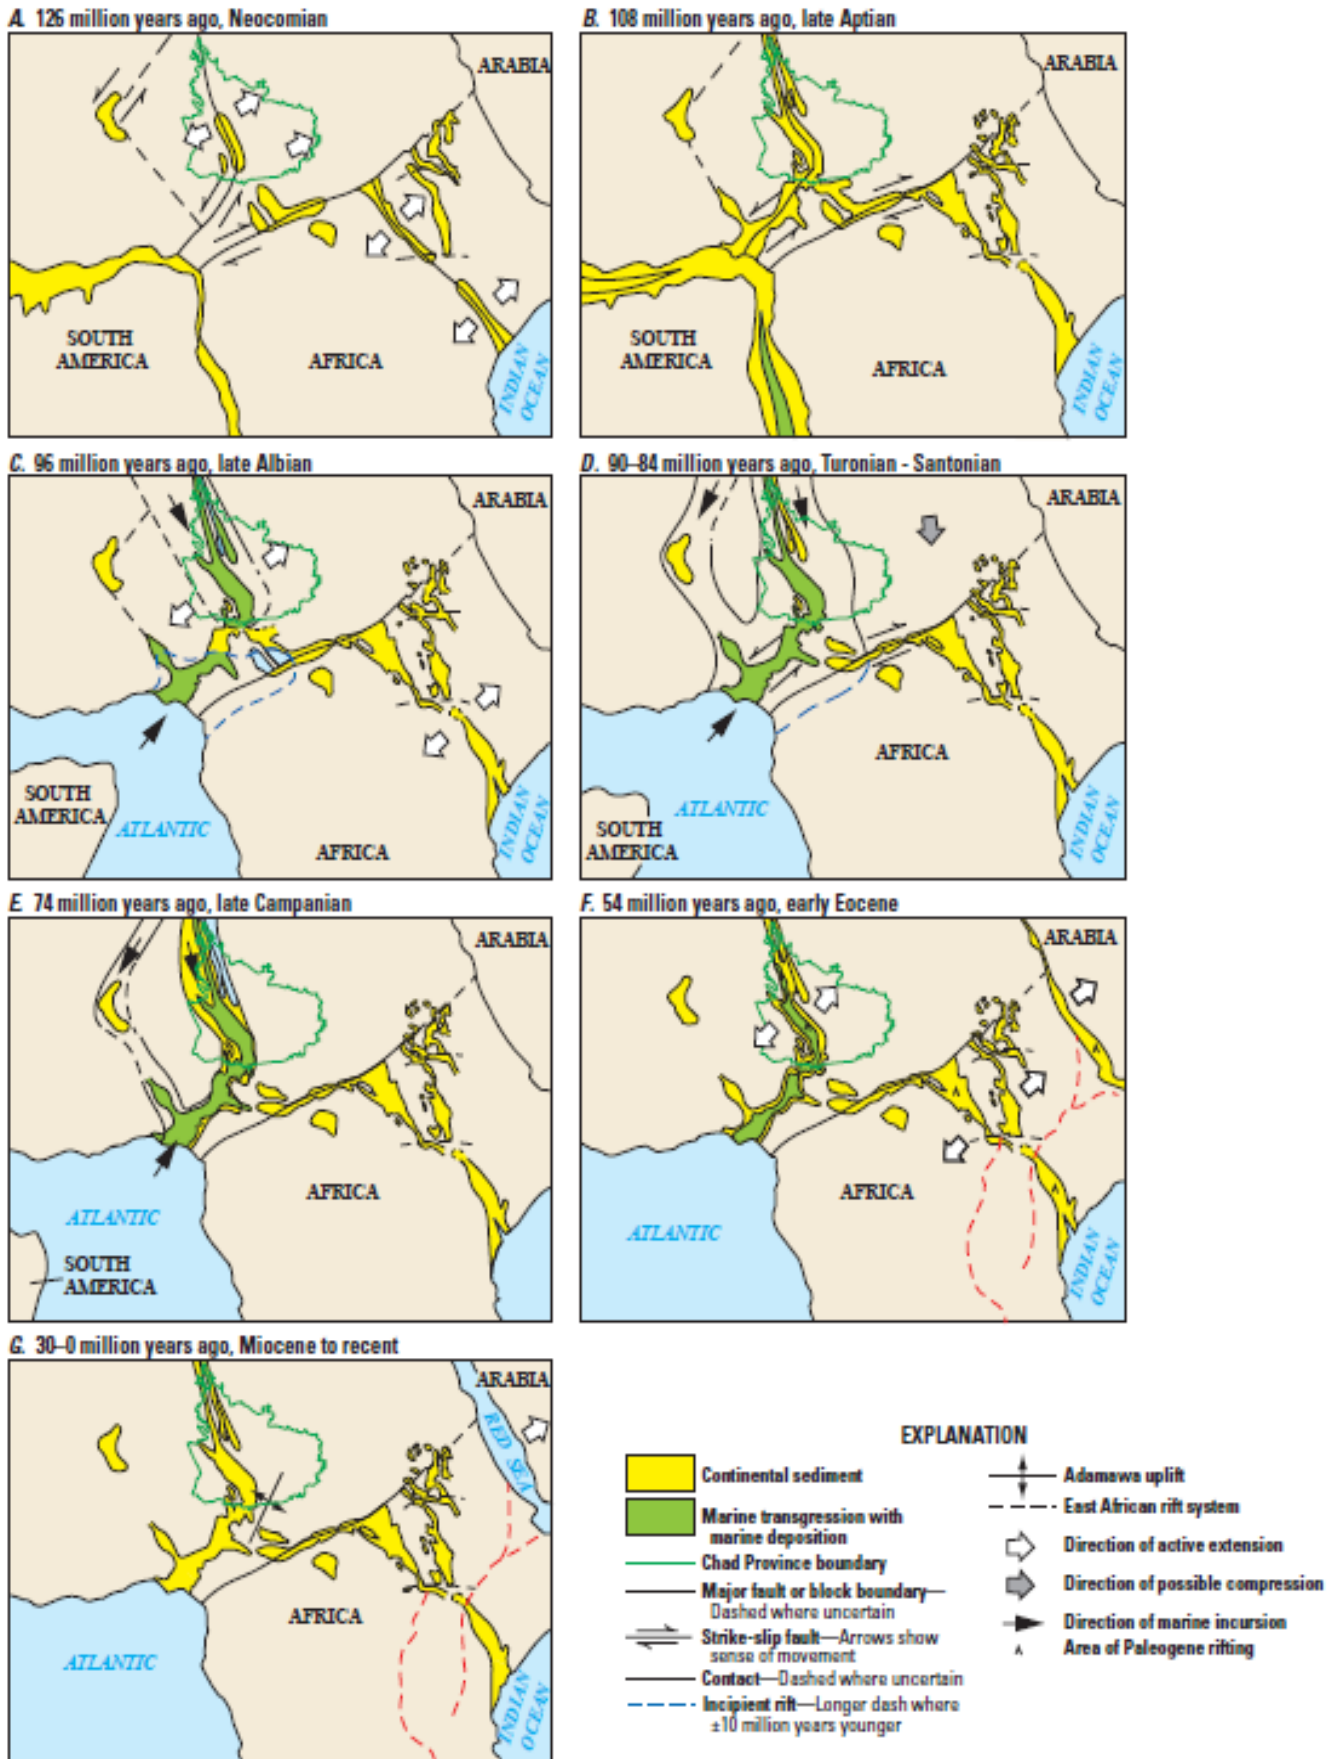 A. 126 million years ago, Neocomian
ARABIA
SOUTH
AMERICA
AFRICA
INDIAN
OCEAN
B. 108 million years ago, late Aptian
ARABIA
SOUTH
AMERICA
AFRICA
INDIAN
OCEAN
C. 96 million years ago, late Albian
ARABIA
SOUTH
AMERICA
ATLANTIC
AFRICA
INDIAN
OCEAN
D. 90–84 million years ago, Turonian - Santonian
ARABIA
AFRICA
ATLANTIC
SOUTH
AMERICA
INDIAN
OCEAN
E. 74 million years ago, late Campanian
ARABIA
AFRICA
ATLANTIC
SOUTH
AMERICA
F. 54 million years ago, early Eocene
ARABIA
AFRICA
ATLANTIC
INDIAN
OCEAN
G. 30–0 million years ago, Miocene to recent
ARABIA
RED SEA
AFRICA
ATLANTIC
INDIAN
OCEAN
EXPLANATION
Continental sediment
Marine transgression with
marine deposition
Chad Province boundary
Major fault or block boundary—
Dashed where uncertain
Strike-slip fault—Arrows show
sense of movement
Contact—Dashed where uncertain
Incipient rift—Longer dash where
±10 million years younger
Adamawa uplift
East African rift system
Direction of active extension
Direction of possible compression
Direction of marine incursion
Area of Paleogene rifting